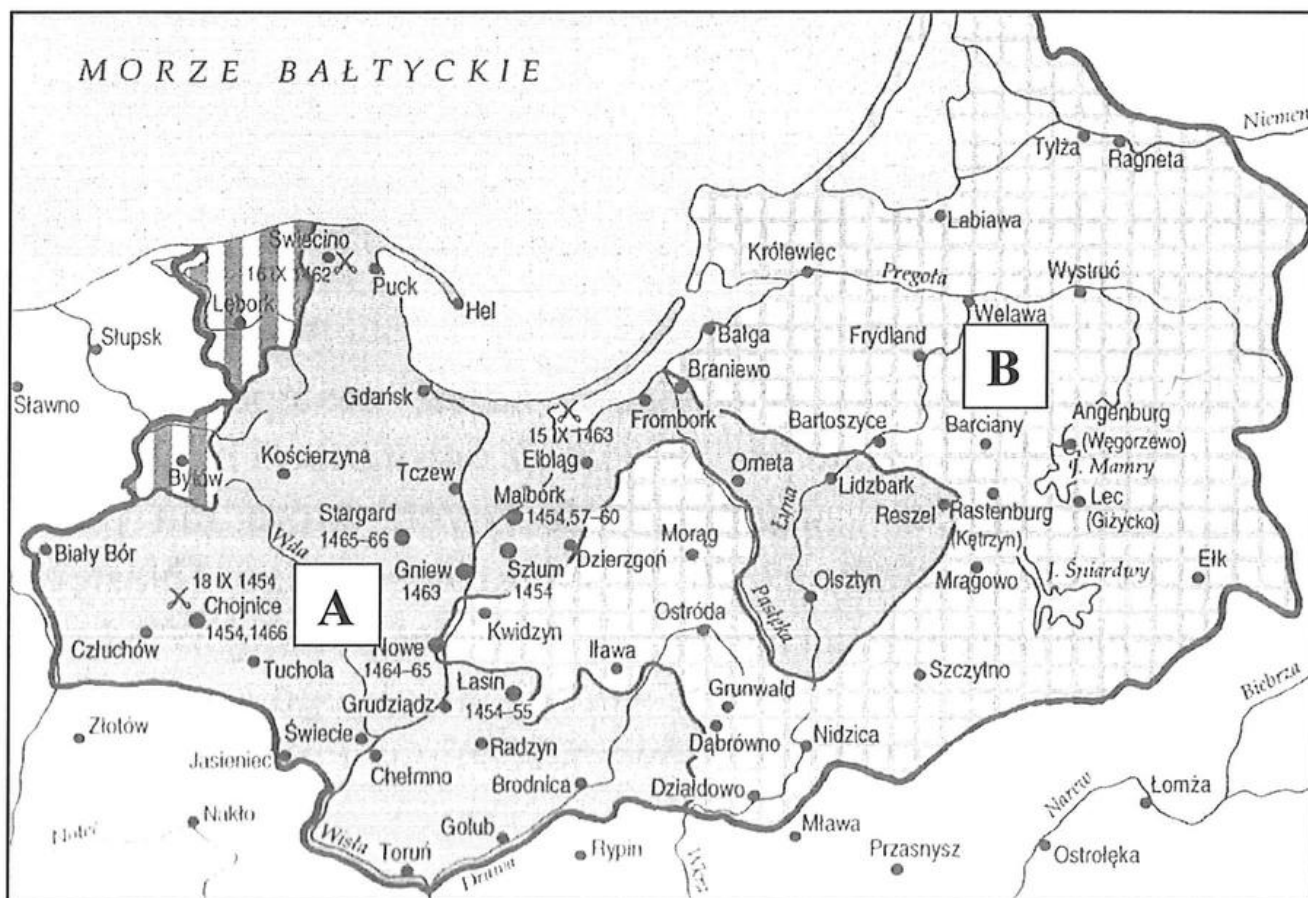 MORZE BAŁTYCKIE
Niemen
Tylża
Ragneta
Labiawa
Święcino
16 IX 1462
Puck
Hel
Lębork
Słupsk
Sławno
Królewiec
Pregoła
Wystruć
Welawa
Bałga
Frydland
B
Braniewo
Gdańsk
Frombork
15 IX 1463
Elbląg
Bartoszyce
Barciany
Angenburg
(Węgorzewo)
J. Mamry
Bytów
Kościerzyna
Tczew
Malbork
1454,57–60
Orneta
Łyna
Lidzbark
Reszel
Rastenburg
(Kętrzyn)
Lec
(Giżycko)
Stargard
1465–66
Wda
Biały Bór
Gniew
1463
Sztum
1454
Dzierzgoń
Morąg
Pasłęka
Olsztyn
Mrągowo
J. Śniardwy
Ełk
18 IX 1454
Chojnice
1454,1466
A
Człuchów
Tuchola
Nowe
1464–65
Kwidzyn
Ostróda
Iława
Łasin
1454–55
Grunwald
Szczytno
Biebrza
Złotów
Grudziądz
Świecie
Jasieniec
Chełmno
Radzyn
Dąbrówno
Nidzica
Brodnica
Działdowo
Narew
Łomża
Nakło
Noteć
Wisła
Golub
Toruń
Drwęca
Rypin
Mława
Przasnysz
Ostrołęka